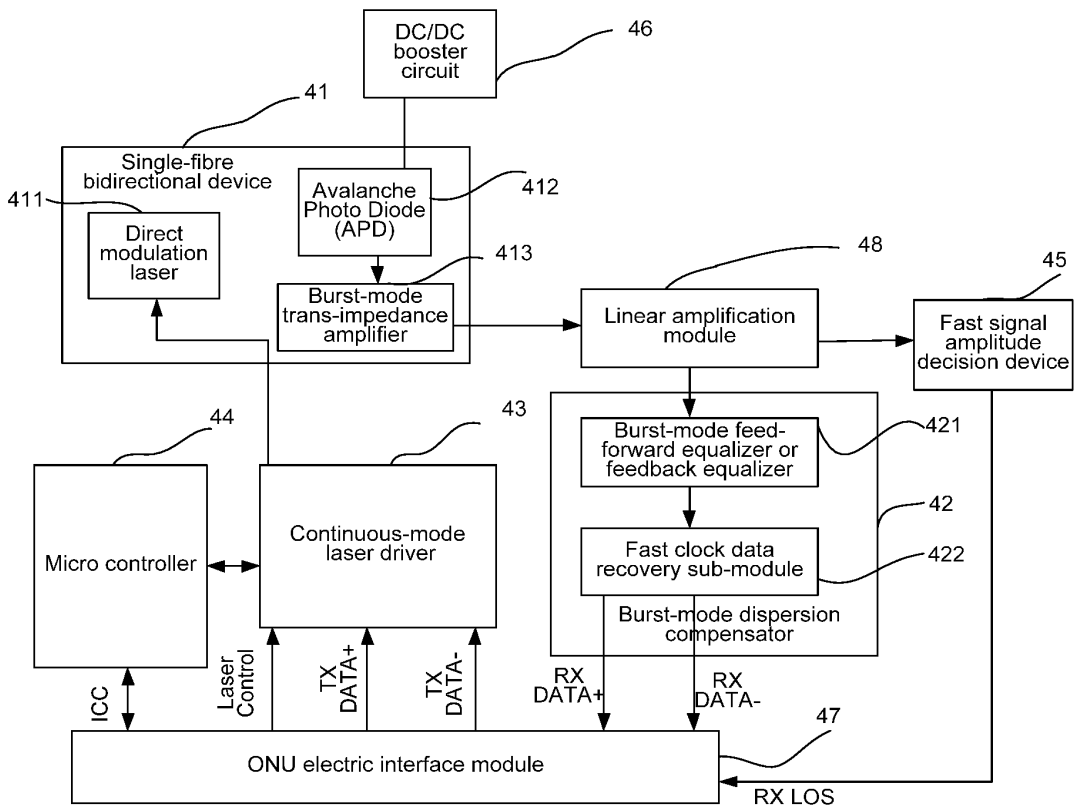 DC/DC
booster
circuit
46
41
Single-fibre
bidirectional device
411
Direct
modulation
laser
Avalanche
Photo Diode
(APD)
412
413
Burst-mode
trans-impedance
amplifier
48
Linear amplification
module
45
Fast signal
amplitude
decision device
44
Micro controller
43
Continuous-mode
laser driver
Burst-mode feed-
forward equalizer or
feedback equalizer
421
42
Fast clock data
recovery sub-module
422
Burst-mode dispersion
compensator
ICC
Laser
Control
TX
DATA+
TX
DATA-
RX
DATA+
RX
DATA-
47
ONU electric interface module
RX LOS